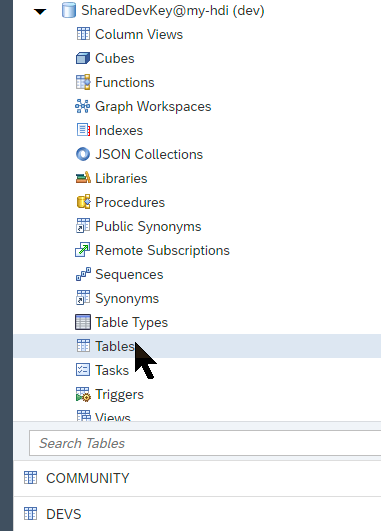 SharedDevKey@my-hdi (dev)
Column Views
Cubes
Functions
Graph Workspaces
Indexes
JSON Collections
Libraries
Procedures
Public Synonyms
Remote Subscriptions
Sequences
Synonyms
Table Types
Tables
Tasks
Triggers
Views
Search Tables
COMMUNITY
DEVS